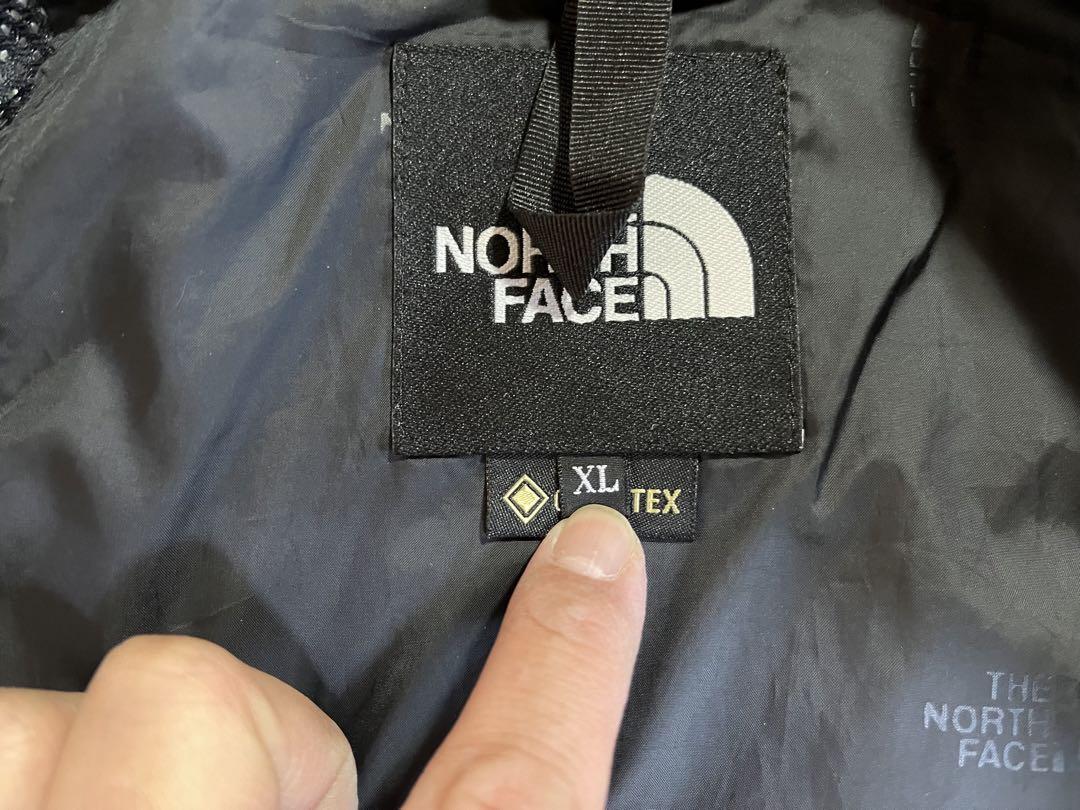 NORTH
FACE
XL
TEX
THE
NORTH
FACE